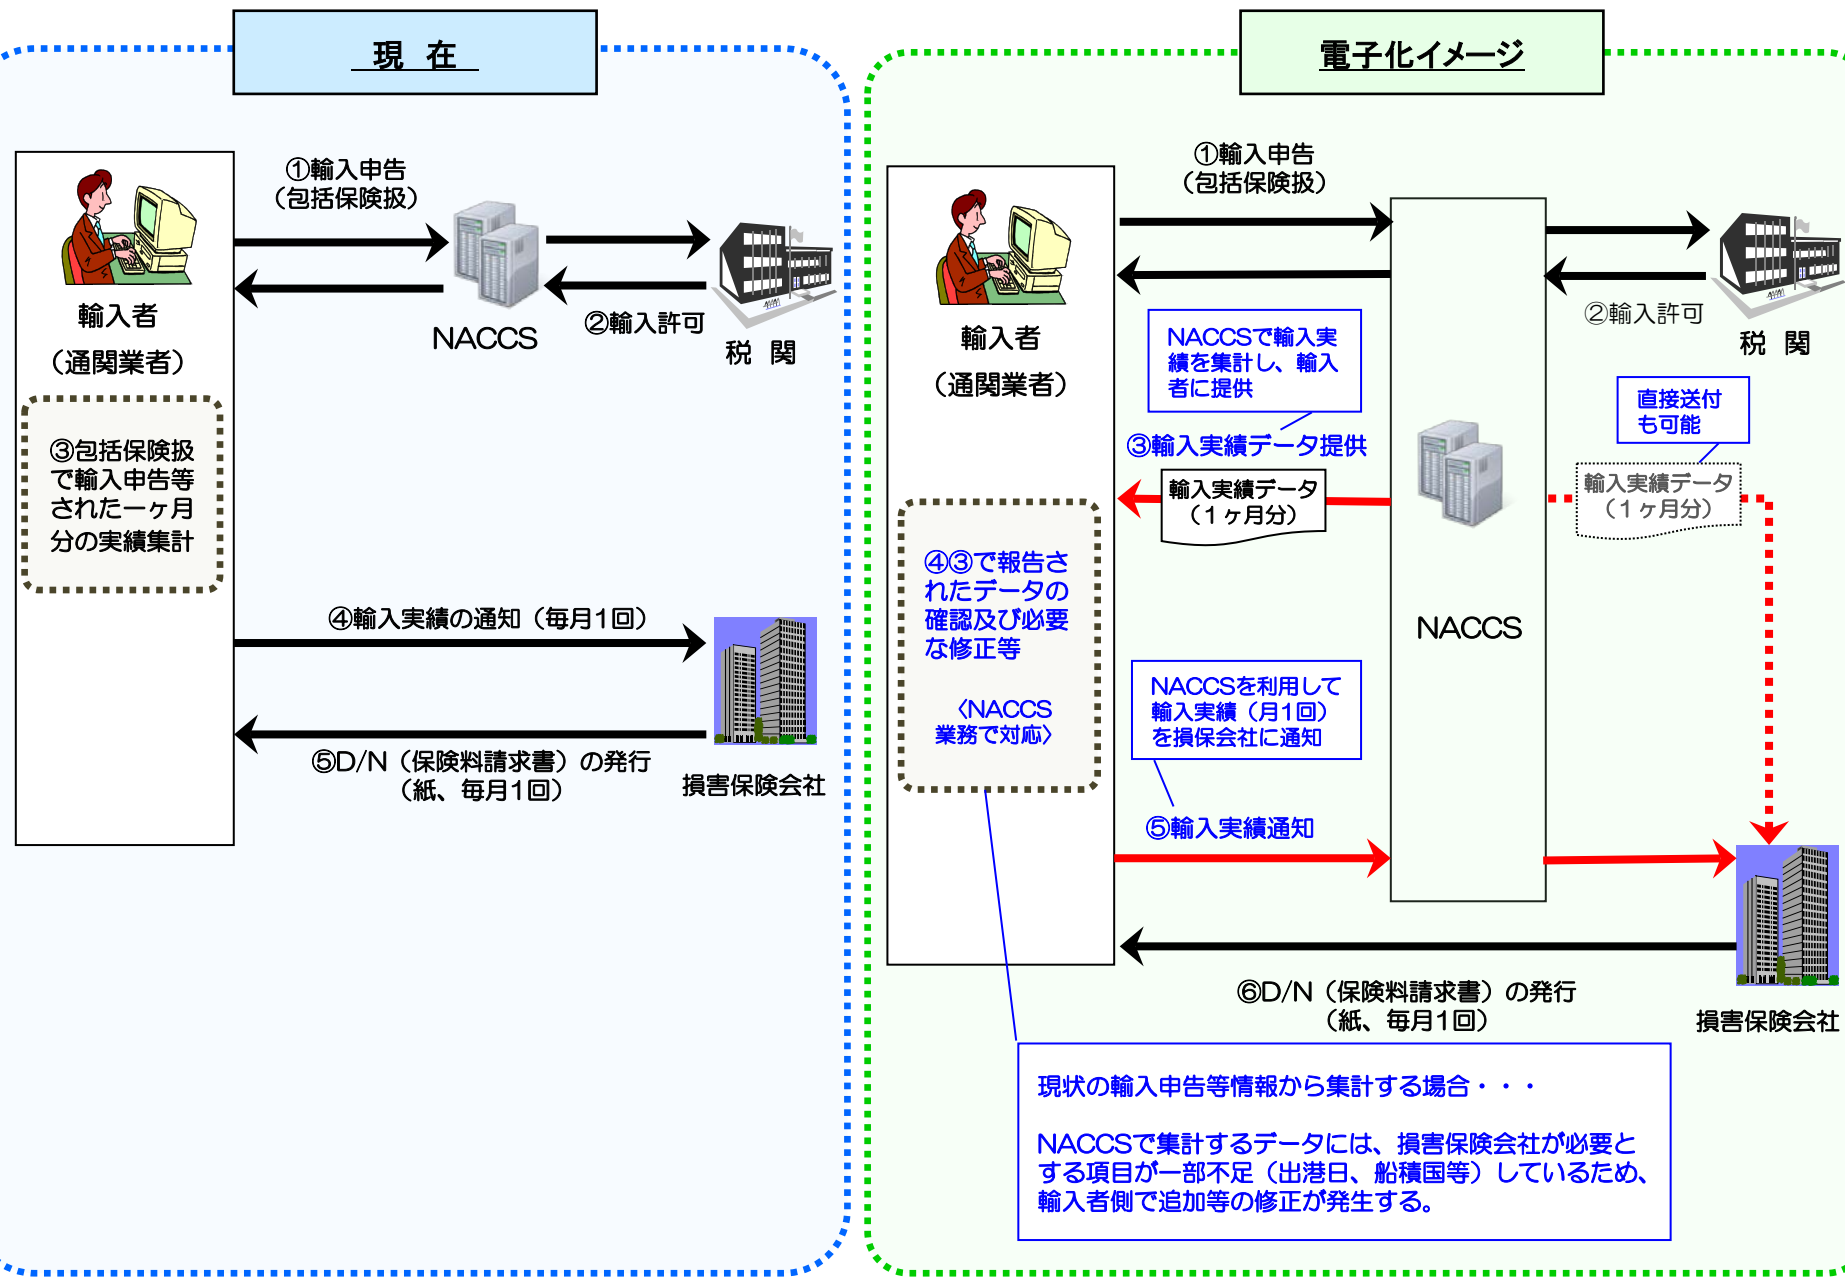 現 在
①輸入申告
（包括保険扱）
輸入者
（通関業者）
NACCS
②輸入許可
税 関
③包括保険扱
で輸入申告等
された一ヶ月
分の実績集計
④輸入実績の通知（毎月1回）
⑤D/N（保険料請求書）の発行
（紙、毎月1回）
損害保険会社
電子化イメージ
①輸入申告
（包括保険扱）
輸入者
（通関業者）
②輸入許可
税 関
NACCSで輸入実
績を集計し、輸入
者に提供
③輸入実績データ提供
輸入実績データ
（1ヶ月分）
直接送付
も可能
輸入実績データ
（1ヶ月分）
NACCS
④③で報告さ
れたデータの
確認及び必要
な修正等
〈NACCS
業務で対応〉
NACCSを利用して
輸入実績（月1回）
を損保会社に通知
⑤輸入実績通知
⑥D/N（保険料請求書）の発行
（紙、毎月1回）
損害保険会社
現状の輸入申告等情報から集計する場合・・・
NACCSで集計するデータには、損害保険会社が必要と
する項目が一部不足（出港日、船積国等）しているため、
輸入者側で追加等の修正が発生する。